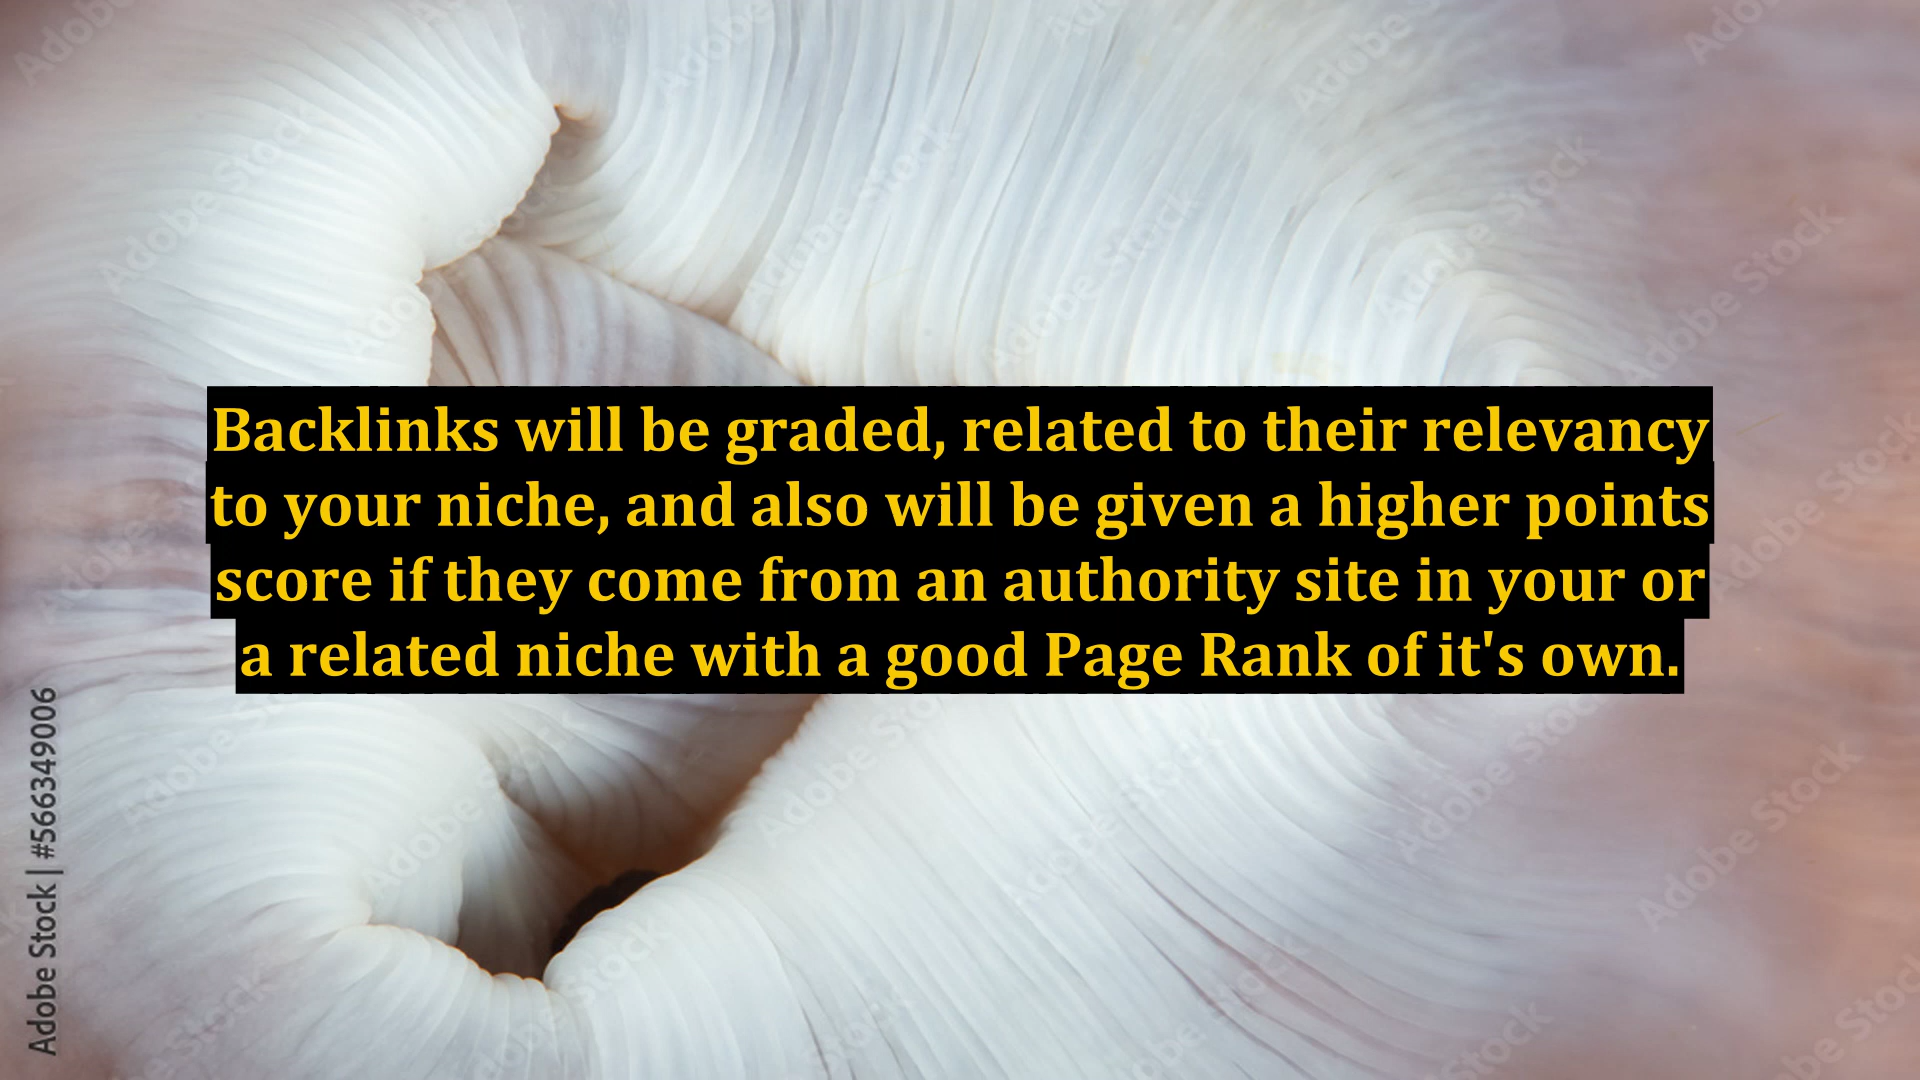 Backlinks will be graded, related to their relevancy
to your niche, and also will be given a higher points
score if they come from an authority site in your or
a related niche with a good Page Rank of it's own.
Adobe Stock | #566349006
Adobe Stock